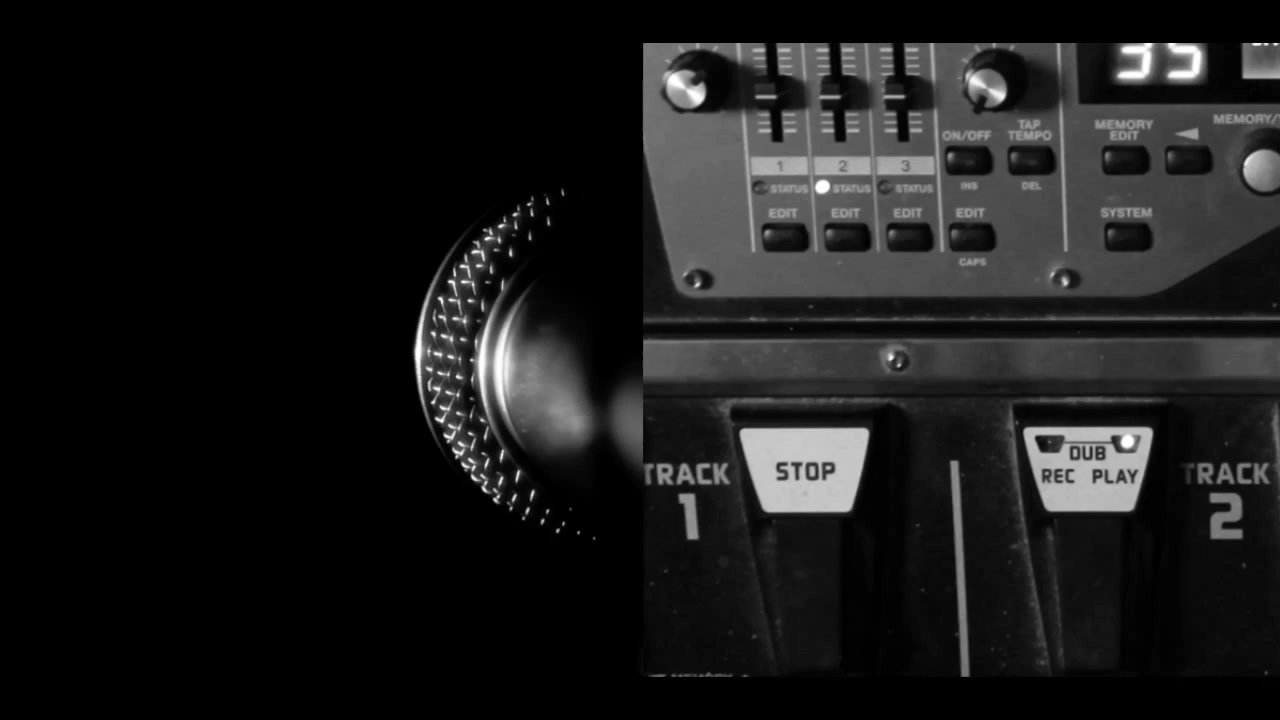 35
MEMORY/
TAP
ON/OFF TEMPO
MEMORY
EDIT
INS DEL
1 2 3
STATUS STATUS STATUS
EDIT EDIT EDIT EDIT SYSTEM
CAPS
TRACK
1
STOP
DUB
REC PLAY
TRACK
2